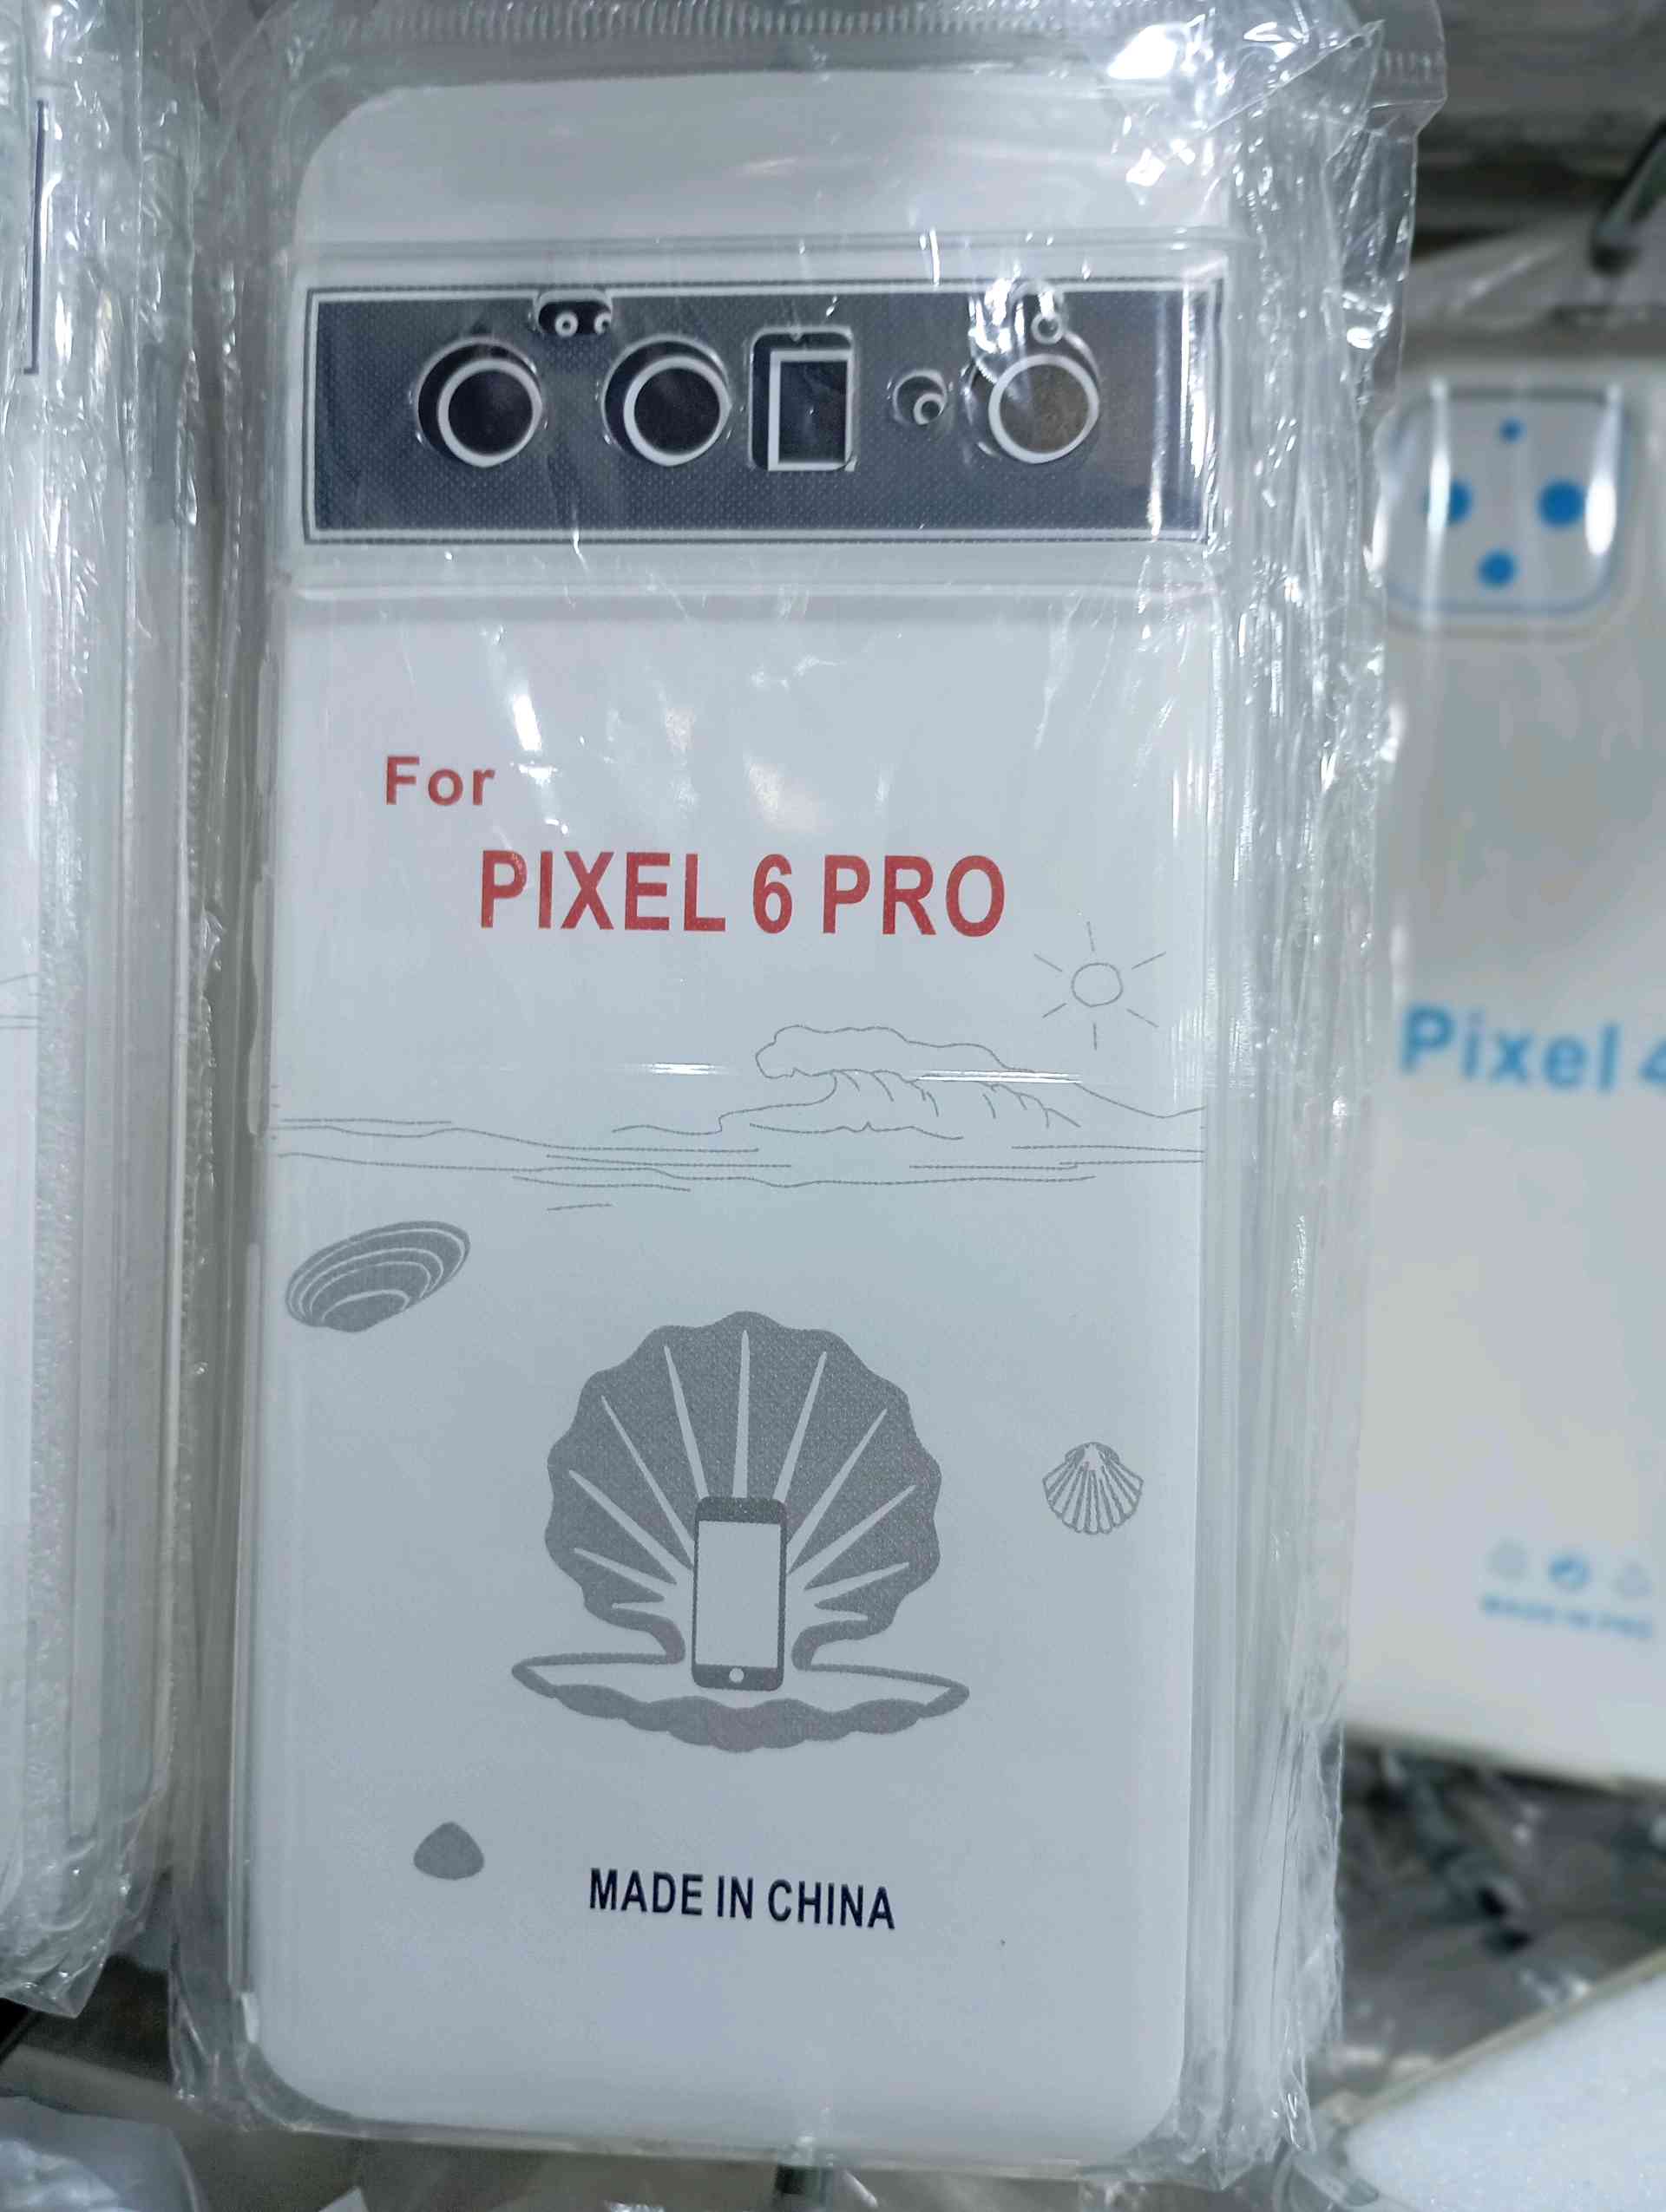 For
PIXEL 6 PRO
MADE IN CHINA
Pixel 4